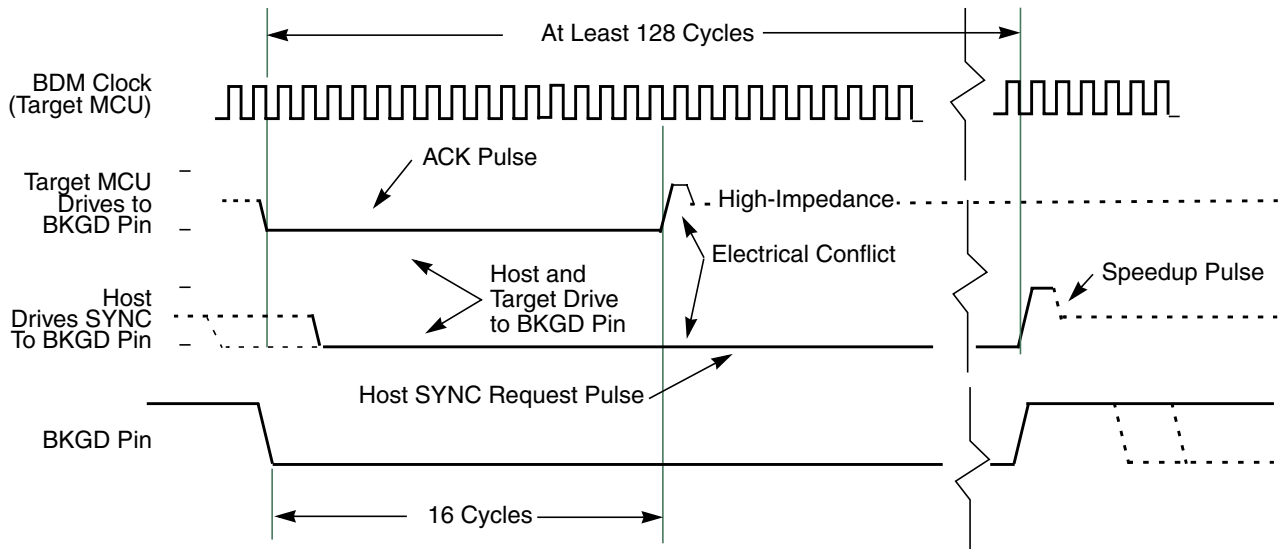 At Least 128 Cycles
BDM Clock
(Target MCU)
ACK Pulse
Target MCU
Drives to
BKGD Pin
High-Impedance
Electrical Conflict
Host and
Target Drive
to BKGD Pin
Speedup Pulse
Host
Drives SYNC
To BKGD Pin
Host SYNC Request Pulse
BKGD Pin
16 Cycles